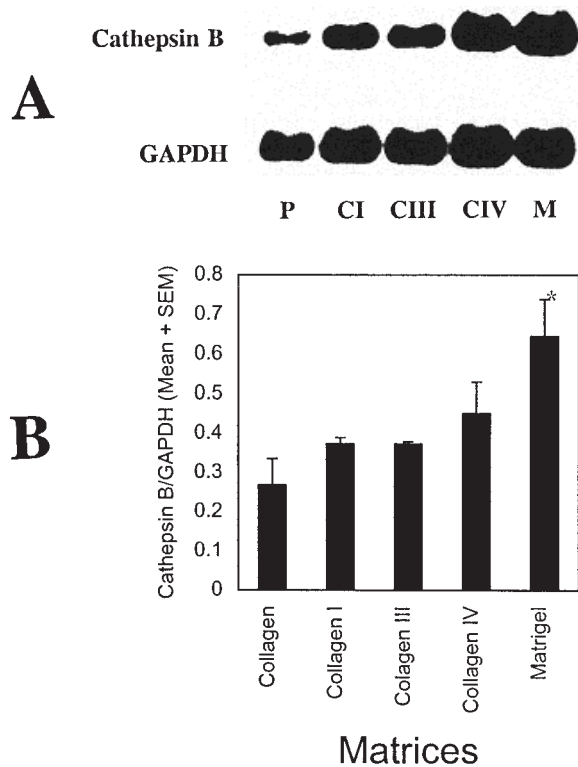 A
Cathepsin B
GAPDH
P CI CIII CIV M
B
Cathepsin B/GAPDH (Mean + SEM)
0.8
0.7
0.6
0.5
0.4
0.3
0.2
0.1
0
*
Collagen
Collagen I
Colagen III
Collagen IV
Matrigel
Matrices